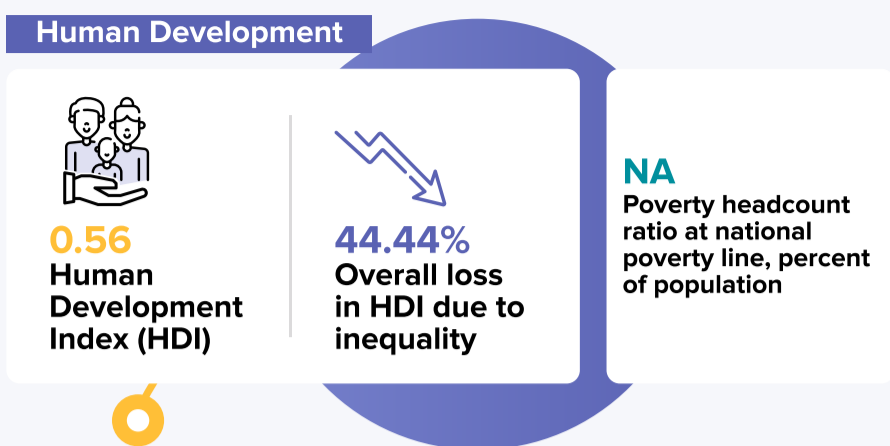 Human Development
0.56
Human
Development
Index (HDI)
44.44%
Overall loss
in HDI due to
inequality
NA
Poverty headcount
ratio at national
poverty line, percent
of population